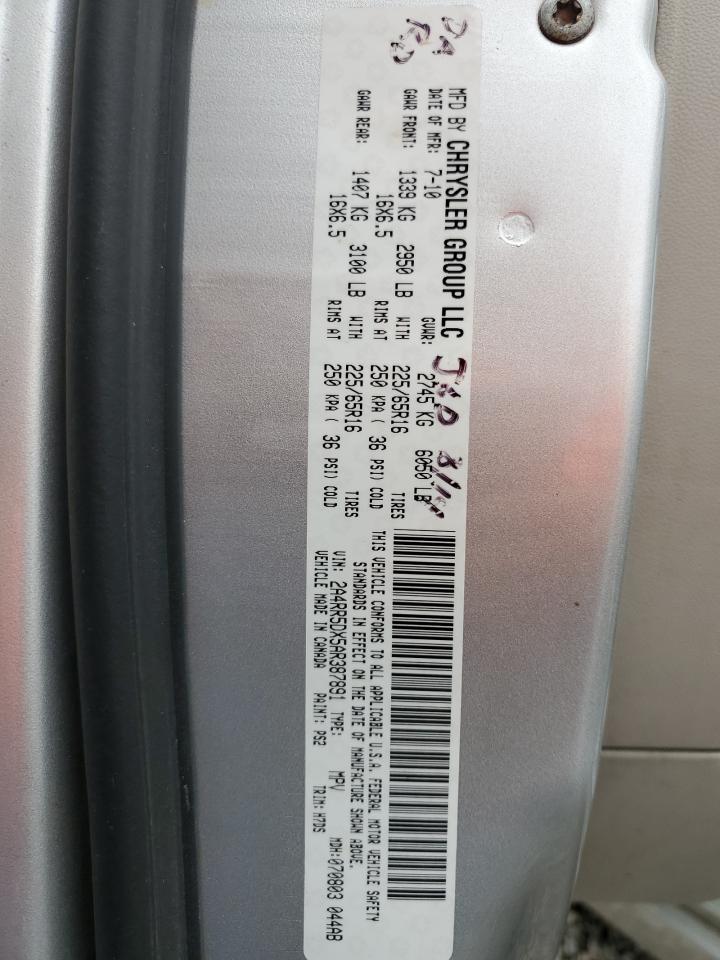 MFD BY CHRYSLER GROUP LLC
DATE OF MFR: 7-10 GVWR: 2745 KG 6050 LB
GAWR FRONT: 1339 KG 2950 LB WITH 225/65R16 TIRES
16X6.5 RIMS AT 250 KPA ( 36 PSI) COLD
GAWR REAR: 1407 KG 3100 LB WITH 225/65R16 TIRES
16X6.5 RIMS AT 250 KPA ( 36 PSI) COLD
THIS VEHICLE CONFORMS TO ALL APPLICABLE U.S.A. FEDERAL MOTOR VEHICLE SAFETY
STANDARDS IN EFFECT ON THE DATE OF MANUFACTURE SHOWN ABOVE.
VIN: 2A4RR5DX5AR387891 TYPE: MPV MDH:070803 044AB
VEHICLE MADE IN CANADA PAINT: PS2 TRIM: H7DS